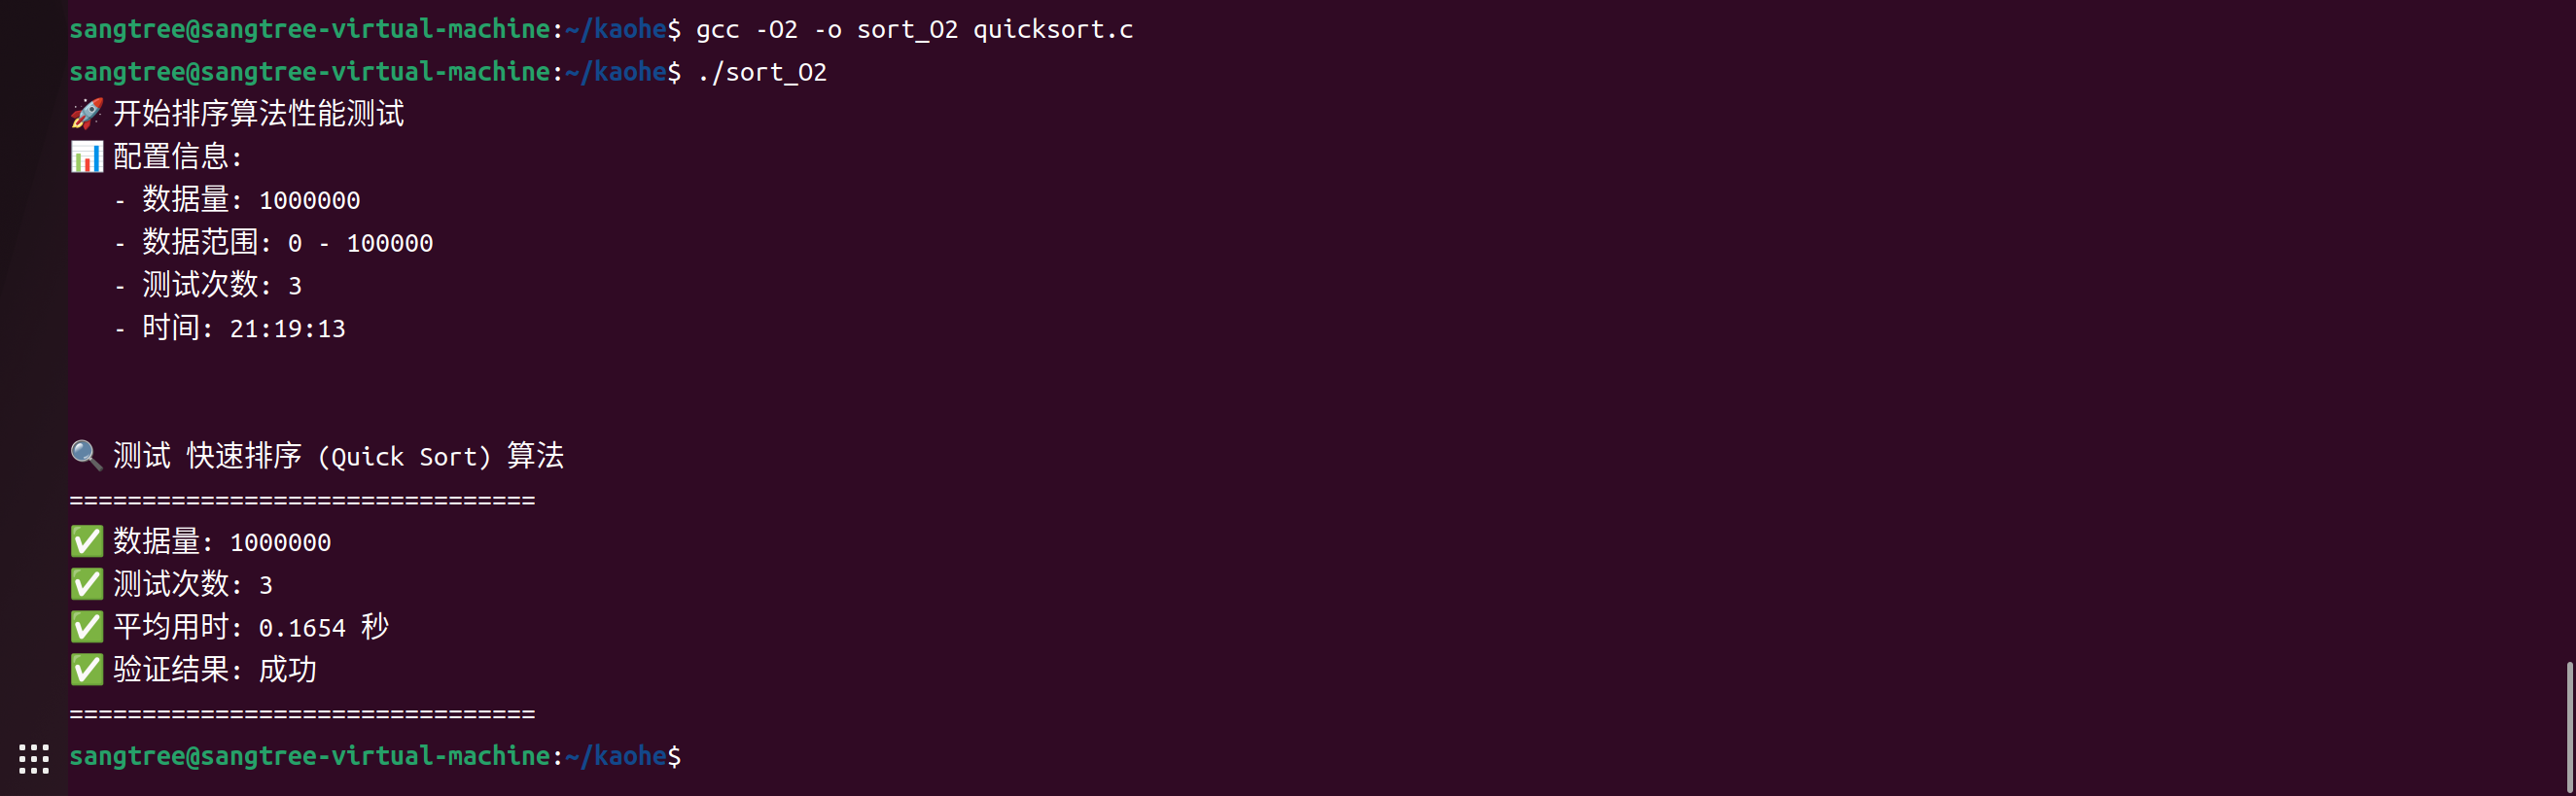 sangtree@sangtree-virtual-machine:~/kaohe$ gcc -O2 -o sort_O2 quicksort.c
sangtree@sangtree-virtual-machine:~/kaohe$ ./sort_O2
🚀 开始排序算法性能测试
📊 配置信息:
   - 数据量: 1000000
   - 数据范围: 0 - 100000
   - 测试次数: 3
   - 时间: 21:19:13
🔍 测试 快速排序 (Quick Sort) 算法
================================
✅ 数据量: 1000000
✅ 测试次数: 3
✅ 平均用时: 0.1654 秒
✅ 验证结果: 成功
================================
sangtree@sangtree-virtual-machine:~/kaohe$